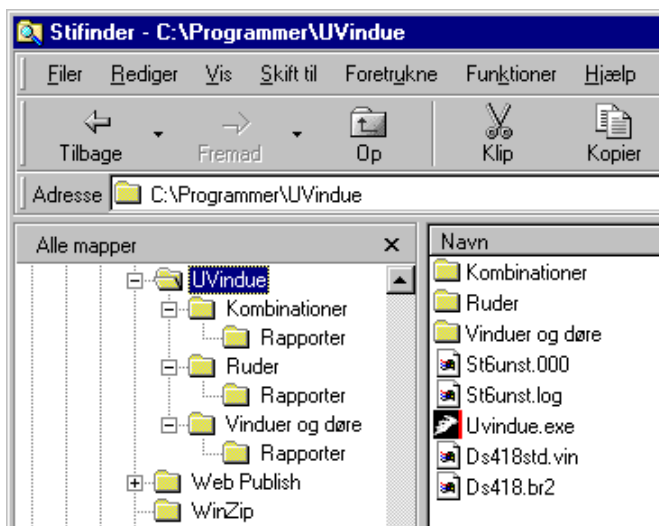 Stifinder - C:\Programmer\UVindue
Filer Rediger Vis Skift til Foretrukne Funktioner Hjælp
Tilbage Fremad Op Klip Kopier
Adresse C:\Programmer\UVindue
Alle mapper
UVindue
Kombinationer
Rapporter
Ruder
Rapporter
Vinduer og døre
Rapporter
Web Publish
WinZip
Navn
Kombinationer
Ruder
Vinduer og døre
St6unst.000
St6unst.log
Uvindue.exe
Ds418std.vin
Ds418.br2